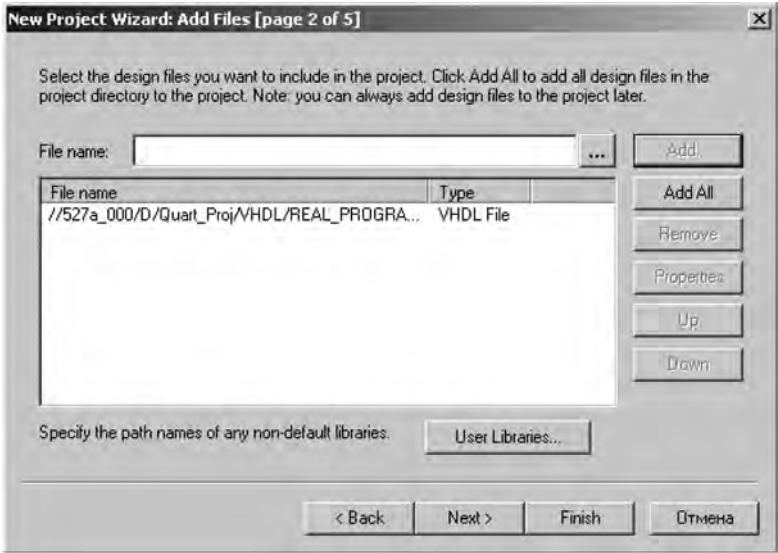 New Project Wizard: Add Files [page 2 of 5]
Select the design files you want to include in the project. Click Add All to add all design files in the
project directory to the project. Note: you can always add design files to the project later.
File name: ... Add
File name Type Add All
//527a_000/D/Quart_Proj/VHDL/REAL_PROGRA... VHDL File
Remove
Properties
Up
Down
Specify the path names of any non-default libraries. User Libraries...
< Back Next > Finish Отмена